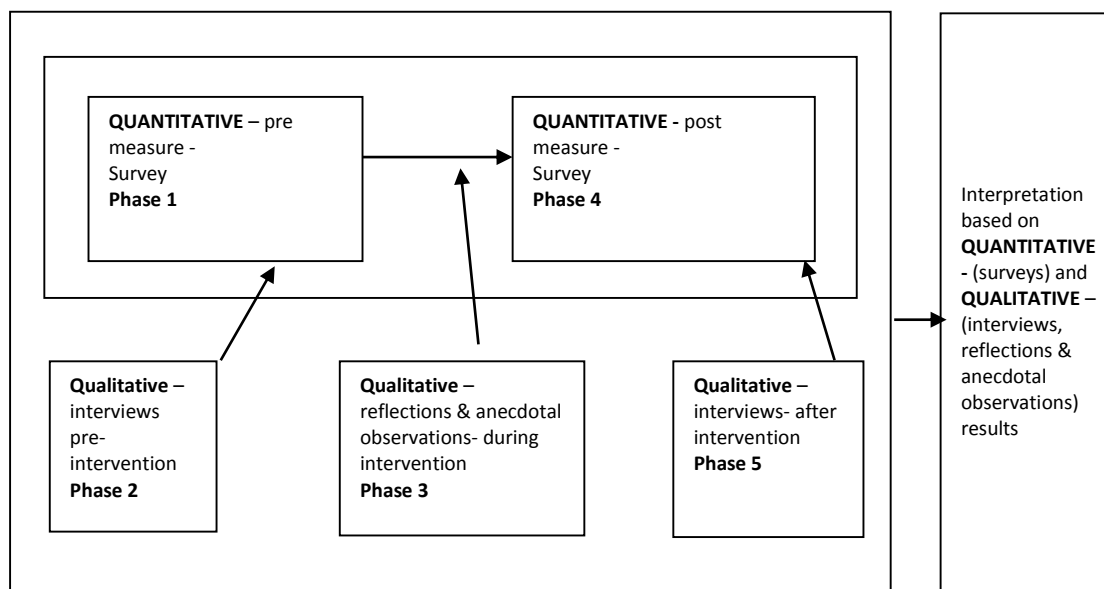 QUANTITATIVE – pre
measure -
Survey
Phase 1
QUANTITATIVE - post
measure -
Survey
Phase 4
Qualitative –
interviews
pre-
intervention
Phase 2
Qualitative –
reflections & anecdotal
observations- during
intervention
Phase 3
Qualitative –
interviews- after
intervention
Phase 5
Interpretation
based on
QUANTITATIVE
- (surveys) and
QUALITATIVE –
(interviews,
reflections &
anecdotal
observations)
results